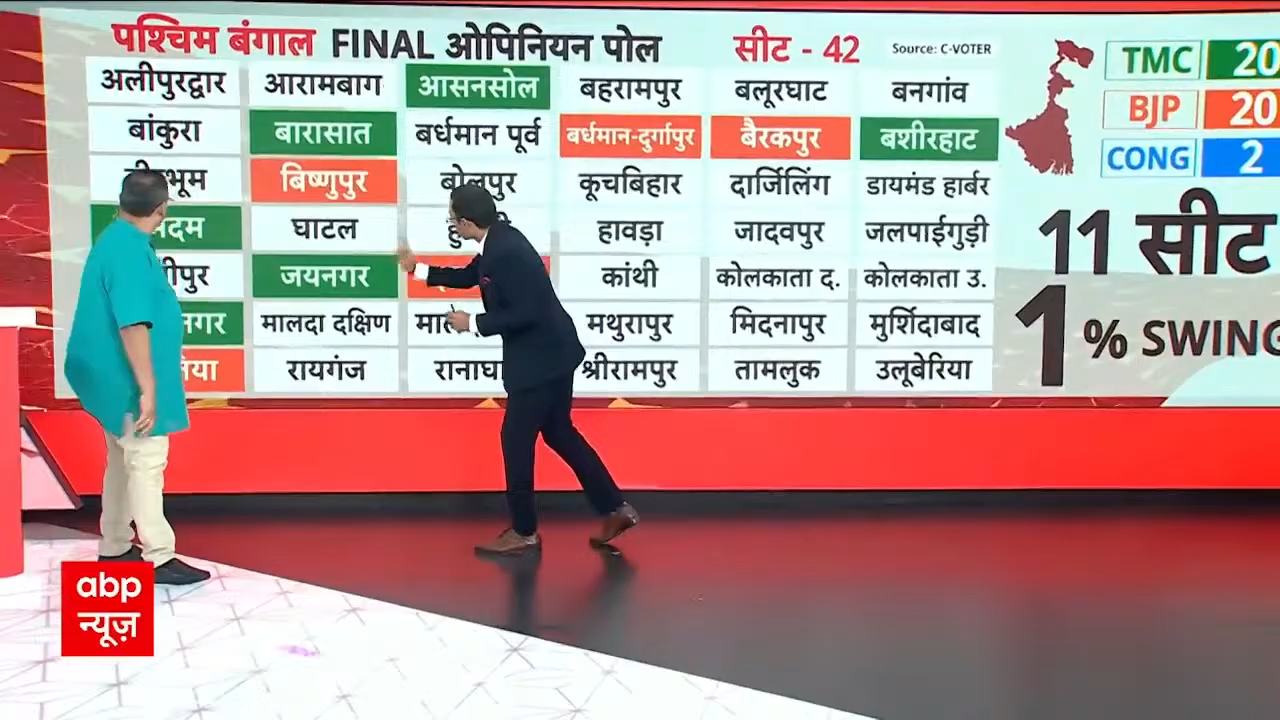 पश्चिम बंगाल FINAL ओपिनियन पोल सीट - 42 Source: C-VOTER
अलीपुरद्वार आरामबाग आसनसोल बहरामपुर बलूरघाट बनगांव
बांकुरा बारासात बर्धमान पूर्व बर्धमान-दुर्गापुर बैरकपुर बशीरहाट
बिष्णुपुर बोलपुर कूचबिहार दार्जिलिंग डायमंड हार्बर
घाटल हावड़ा जादवपुर जलपाईगुड़ी
जयनगर कांथी कोलकाता द. कोलकाता उ.
मालदा दक्षिण मथुरापुर मिदनापुर मुर्शिदाबाद
रायगंज श्रीरामपुर तामलुक उलूबेरिया
TMC 20
BJP 20
CONG 2
11 सीट
1 % SWING
abp
न्यूज़